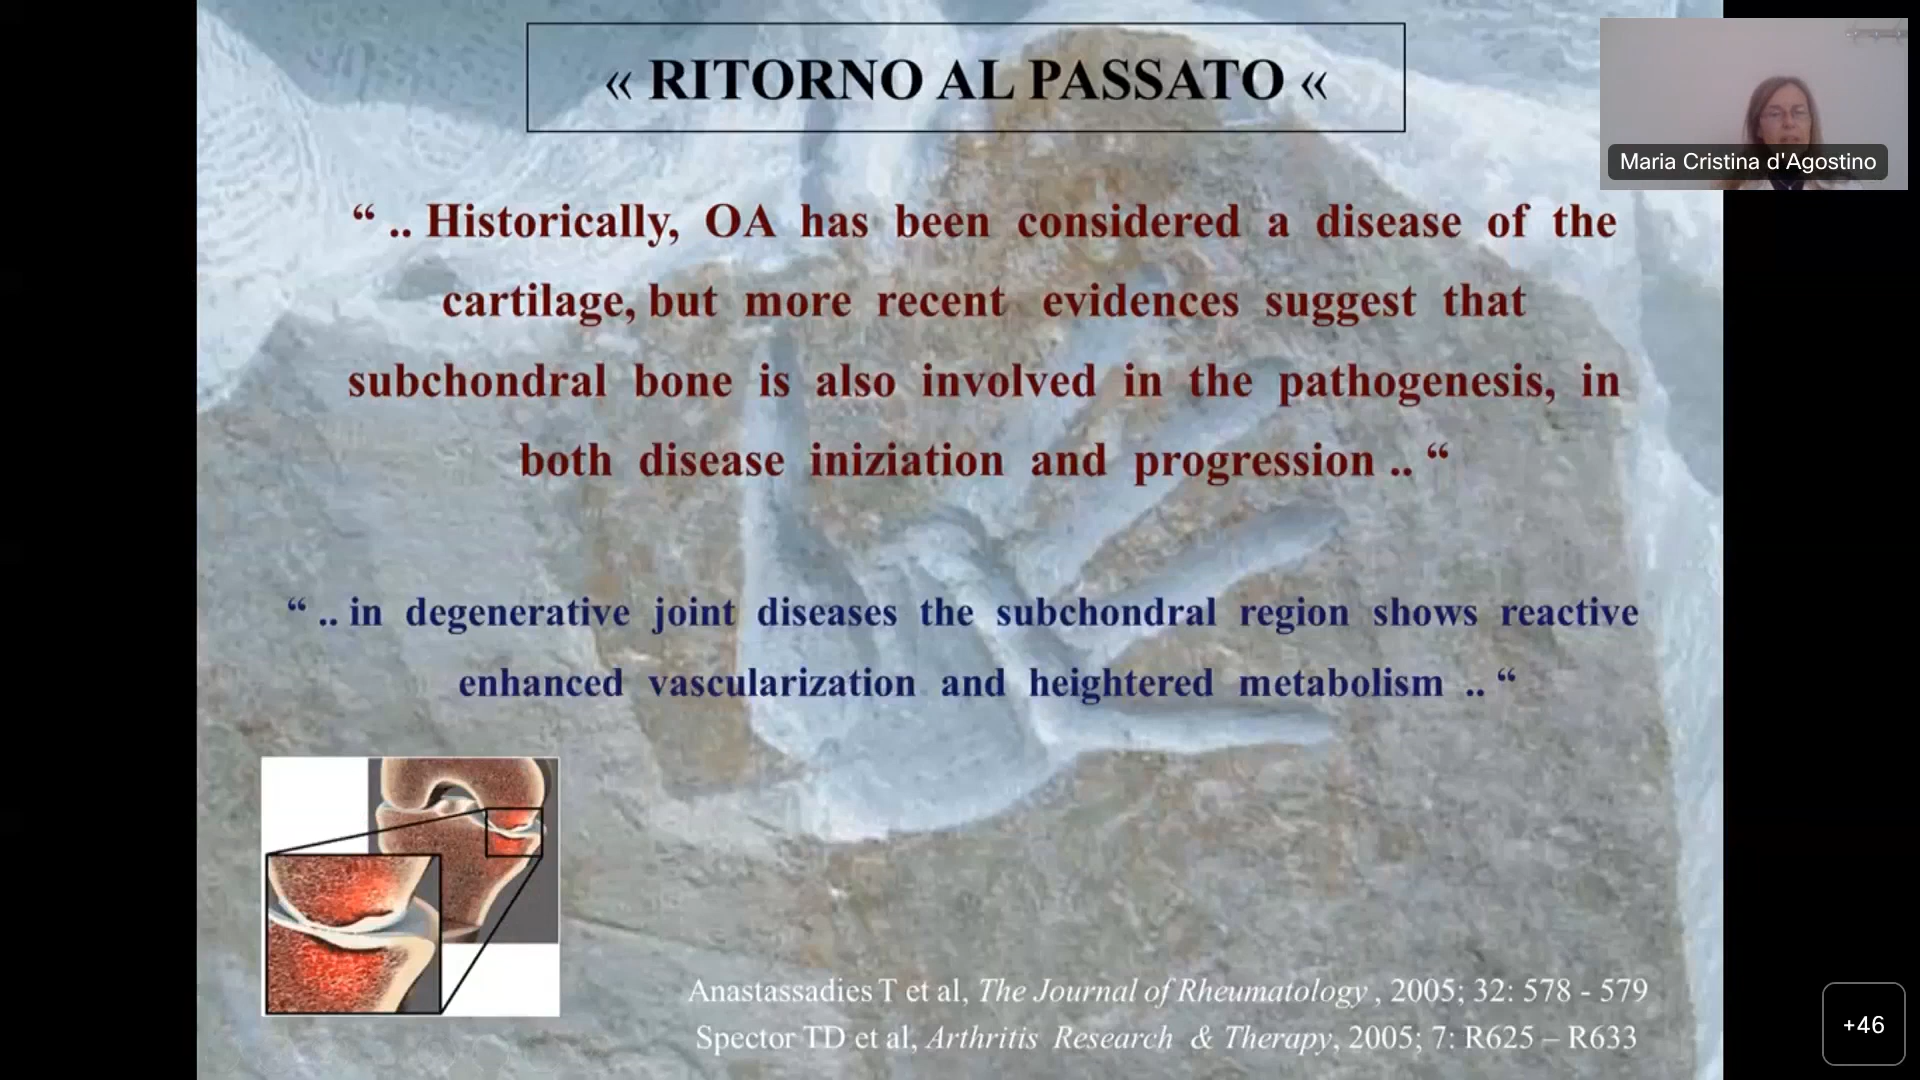 « RITORNO AL PASSATO «
Maria Cristina d'Agostino
“ .. Historically, OA has been considered a disease of the
cartilage, but more recent evidences suggest that
subchondral bone is also involved in the pathogenesis, in
both disease iniziation and progression .. “
“ .. in degenerative joint diseases the subchondral region shows reactive
enhanced vascularization and heightered metabolism .. “
Anastassadies T et al, The Journal of Rheumatology , 2005; 32: 578 - 579
Spector TD et al, Arthritis Research & Therapy, 2005; 7: R625 – R633
+46